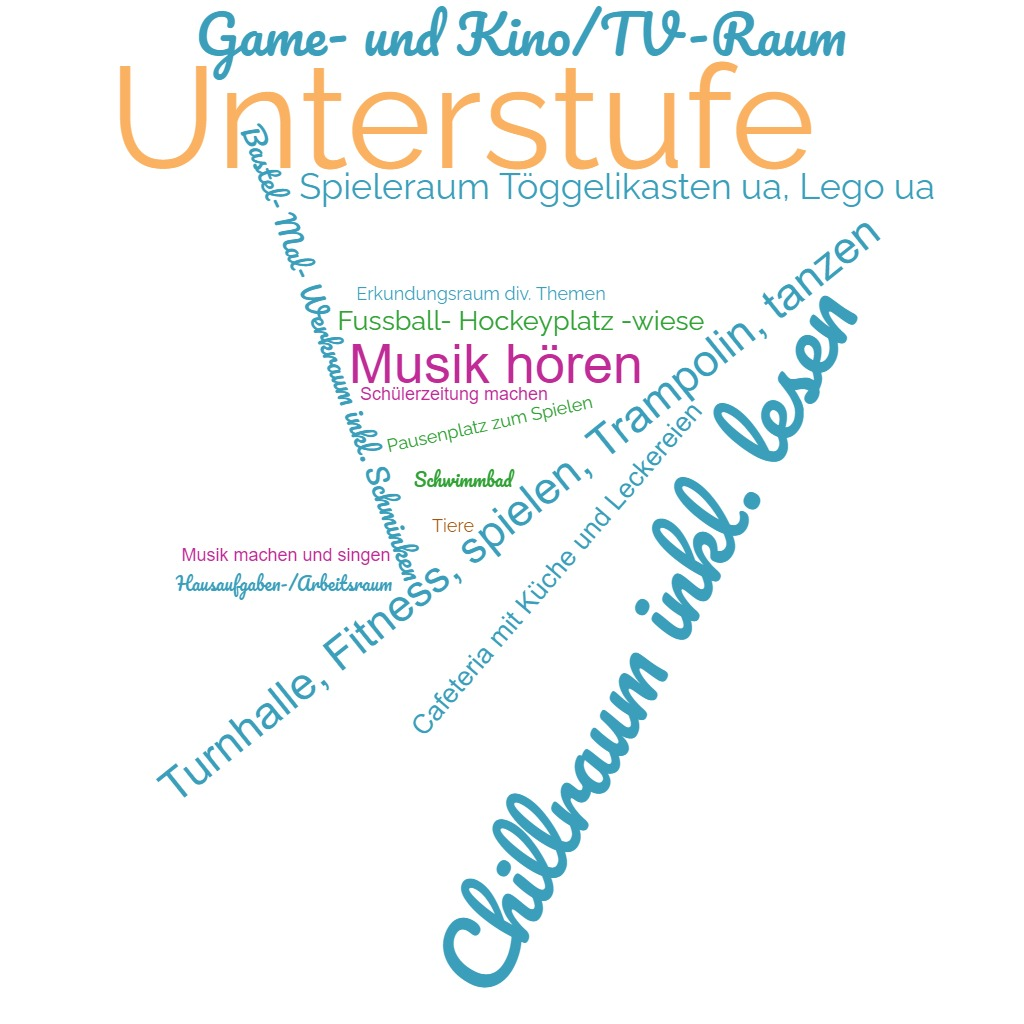 Game- und Kino/TV-Raum
Unterstufe
Spieleraum Töggelikasten ua, Lego ua
Bastel- Mal- Werkraum inkl. Schminken
Erkundungsraum div. Themen
Fussball- Hockeyplatz -wiese
Musik hören
Schülerzeitung machen
Pausenplatz zum Spielen
Schwimmbad
Tiere
Musik machen und singen
Hausaufgaben-/Arbeitsraum
Turnhalle, Fitness, spielen, Trampolin, tanzen
Cafeteria mit Küche und Leckereien
Chillraum inkl. lesen